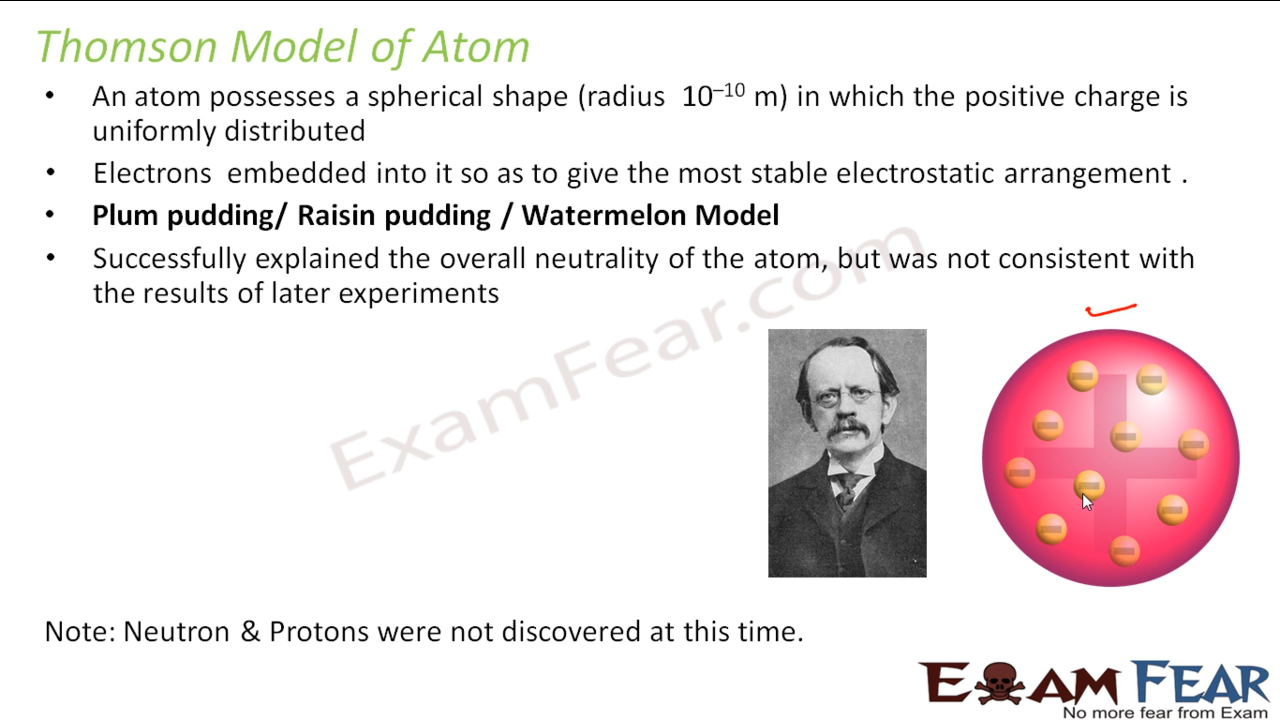 Thomson Model of Atom
• An atom possesses a spherical shape (radius 10⁻¹⁰ m) in which the positive charge is
uniformly distributed
• Electrons embedded into it so as to give the most stable electrostatic arrangement .
• Plum pudding/ Raisin pudding / Watermelon Model
• Successfully explained the overall neutrality of the atom, but was not consistent with
the results of later experiments
ExamFear.com
Note: Neutron & Protons were not discovered at this time.
EXAM FEAR
No more fear from Exam